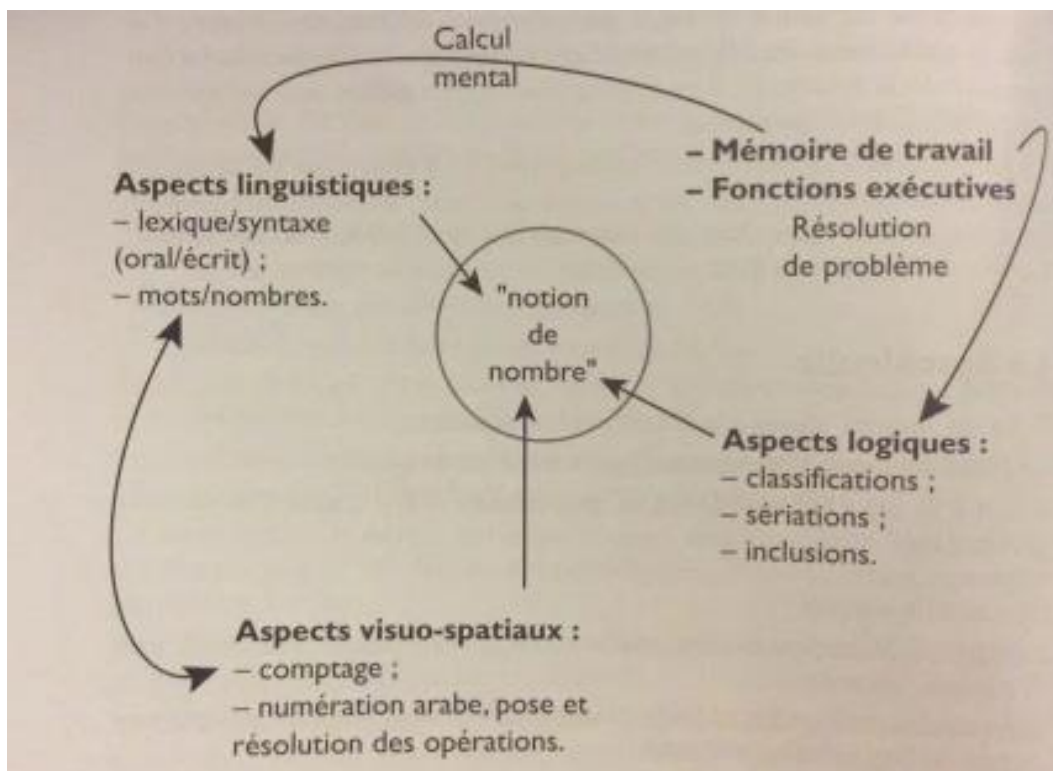 Calcul
mental
– Mémoire de travail
– Fonctions exécutives
Résolution
de problème
Aspects linguistiques :
– lexique/syntaxe
(oral/écrit) ;
– mots/nombres.
"notion
de
nombre"
Aspects logiques :
– classifications ;
– sériations ;
– inclusions.
Aspects visuo-spatiaux :
– comptage ;
– numération arabe, pose et
résolution des opérations.